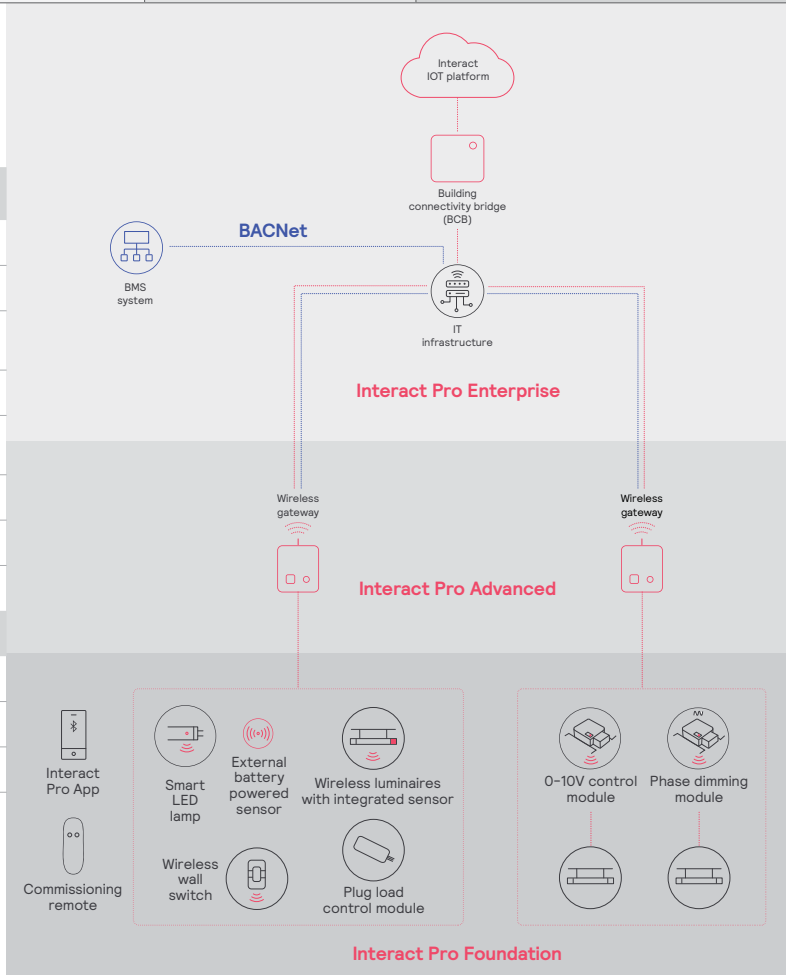 Interact
IOT platform
Building
connectivity bridge
(BCB)
BACNet
BMS
system
IT
infrastructure
Interact Pro Enterprise
Wireless
gateway
Wireless
gateway
Interact Pro Advanced
Interact
Pro App
Smart
LED
lamp
External
battery
powered
sensor
Wireless luminaires
with integrated sensor
0-10V control
module
Phase dimming
module
Commissioning
remote
Wireless
wall
switch
Plug load
control module
Interact Pro Foundation